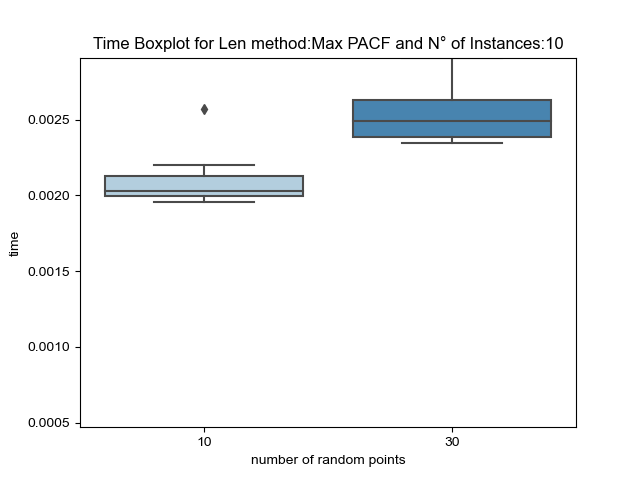 Time Boxplot for Len method:Max PACF and N° of Instances:10
0.0025
0.0020
0.0015
0.0010
0.0005
time
10
30
number of random points